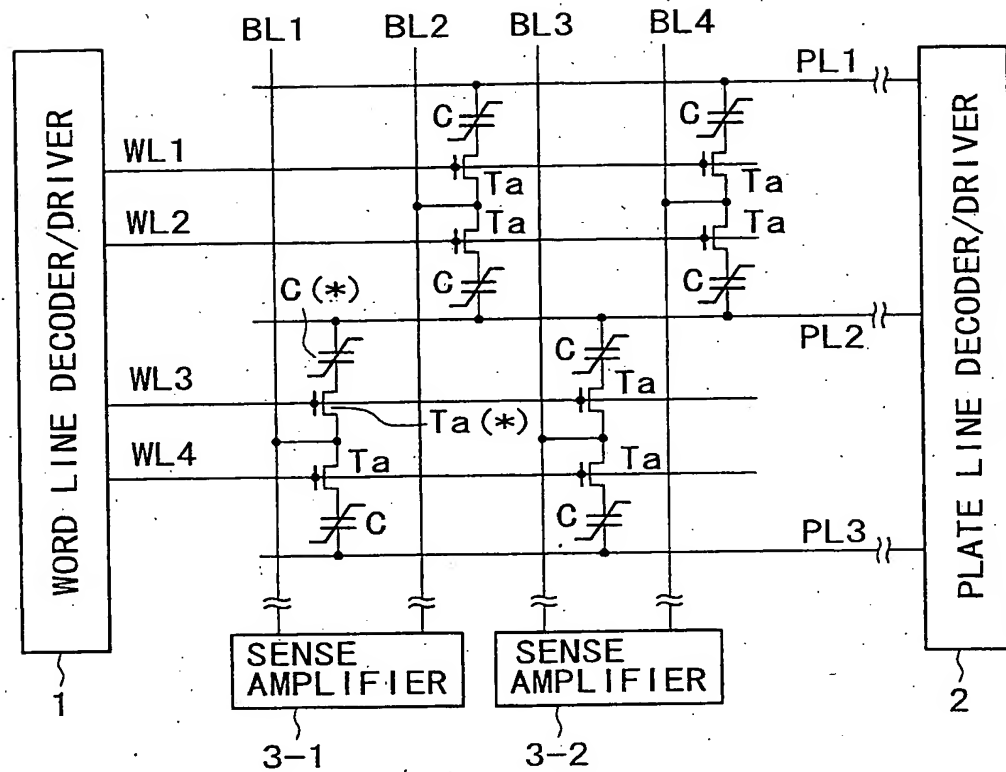 BL1 BL2 BL3 BL4
PL1
C C
WL1
Ta Ta
WL2 Ta Ta
C C
C (*)
PL2
C
WL3 Ta
Ta (*)
WL4 Ta Ta
C C
PL3
WORD LINE DECODER/DRIVER
PLATE LINE DECODER/DRIVER
SENSE AMPLIFIER
SENSE AMPLIFIER
1 2
3-1 3-2